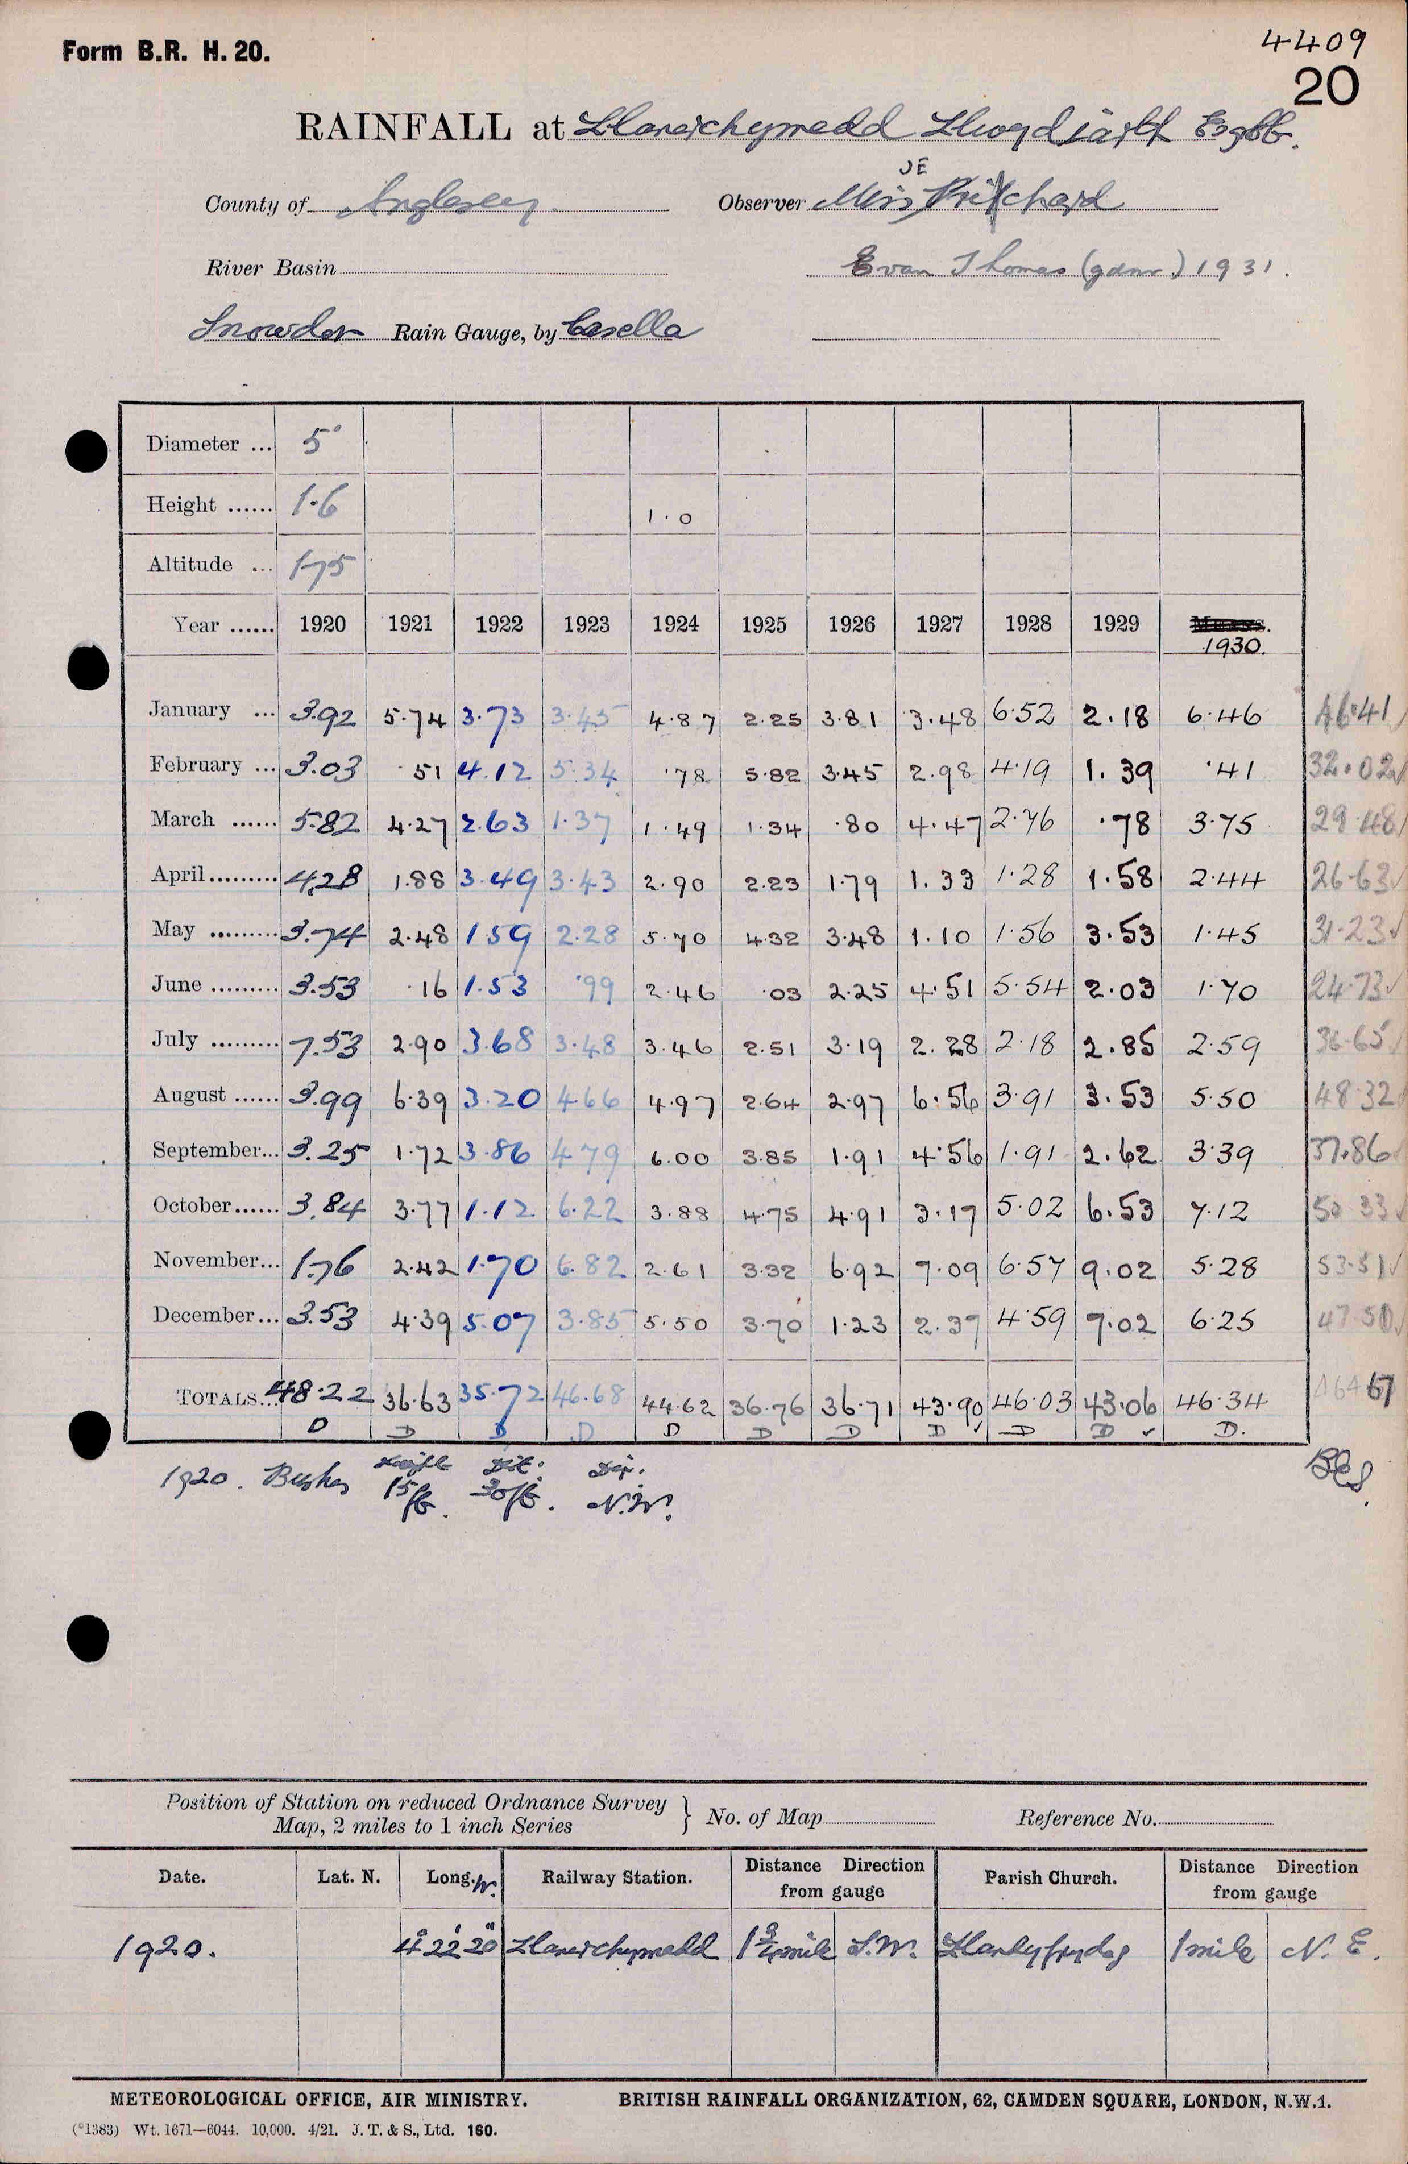 Form B.R. H. 20.
4409
20
RAINFALL at Llanerchymedd Llwydiarth Esgob.
County of Anglesey
Observer Miss JE Pritchard
River Basin
Evan Thomas (gdnr) 1931.
Snowdon Rain Gauge, by Casella
Diameter ... 5"
Height ...... 1·6 1·0
Altitude ... 175
Year ...... 1920 1921 1922 1923 1924 1925 1926 1927 1928 1929 1930.
January ... 3.92 5·74 3·73 3·45 4·87 2·25 3·81 3·48 6·52 2·18 6·46 46·41
February ... 3.03 ·51 4.12 5·34 ·78 5·82 3·45 2·98 4·19 1·39 ·41 32·02
March ...... 5.82 4·27 2·63 1·37 1·49 1·34 ·80 4·47 2·76 ·78 3·75 29·48
April......... 4.28 1·88 3·49 3·43 2·90 2·23 1·79 1·33 1·28 1·58 2·44 26·63
May ......... 3.74 2·48 1 59 2·28 5·70 4·32 3·48 1·10 1·56 3·53 1·45 31·23
June ......... 3.53 ·16 1·53 ·99 2·46 ·03 2·25 4·51 5·54 2·03 1·70 24·73
July ......... 7.53 2·90 3·68 3·48 3·46 2·51 3·19 2·28 2·18 2·85 2·59 36·65
August ...... 3.99 6·39 3·20 4 66 4·97 2·64 2·97 6·56 3·91 3·53 5·50 48·32
September... 3.25 1·72 3·86 4 79 6·00 3·85 1·91 4·56 1·91 2·62 3·39 37·86
October...... 3.84 3·77 1·12 6·22 3·88 4·75 4·91 3·17 5·02 6·53 7·12 50 33
November... 1.76 2·42 1·70 6·82 2·61 3·32 6·92 7·09 6·57 9·02 5·28 53·51
December... 3.53 4·39 5·07 3·85 5·50 3·70 1·23 2·37 4·59 7·02 6·25 47·50
TOTALS... 48·22 36·63 35·72 46·68 44·62 36·76 36·71 43·90 46·03 43·06 46·34 464 67
D D D D D D D D D D D.
1920. Bushes Height 15 ft. Dist. 30 ft. Dir. N.W.
Position of Station on reduced Ordnance Survey
Map, 2 miles to 1 inch Series
No. of Map
Reference No.
Date. Lat. N. Long. W. Railway Station. Distance Direction from gauge Parish Church. Distance Direction from gauge
1920. 4° 22' 20" Llanerchymedd 1 3/4 mile S.W. Llandyfrydog 1 mile N. E.
METEOROLOGICAL OFFICE, AIR MINISTRY.
BRITISH RAINFALL ORGANIZATION, 62, CAMDEN SQUARE, LONDON, N.W.1.
(*1383) Wt. 1671—6044. 10,000. 4/21. J. T. & S., Ltd. 160.